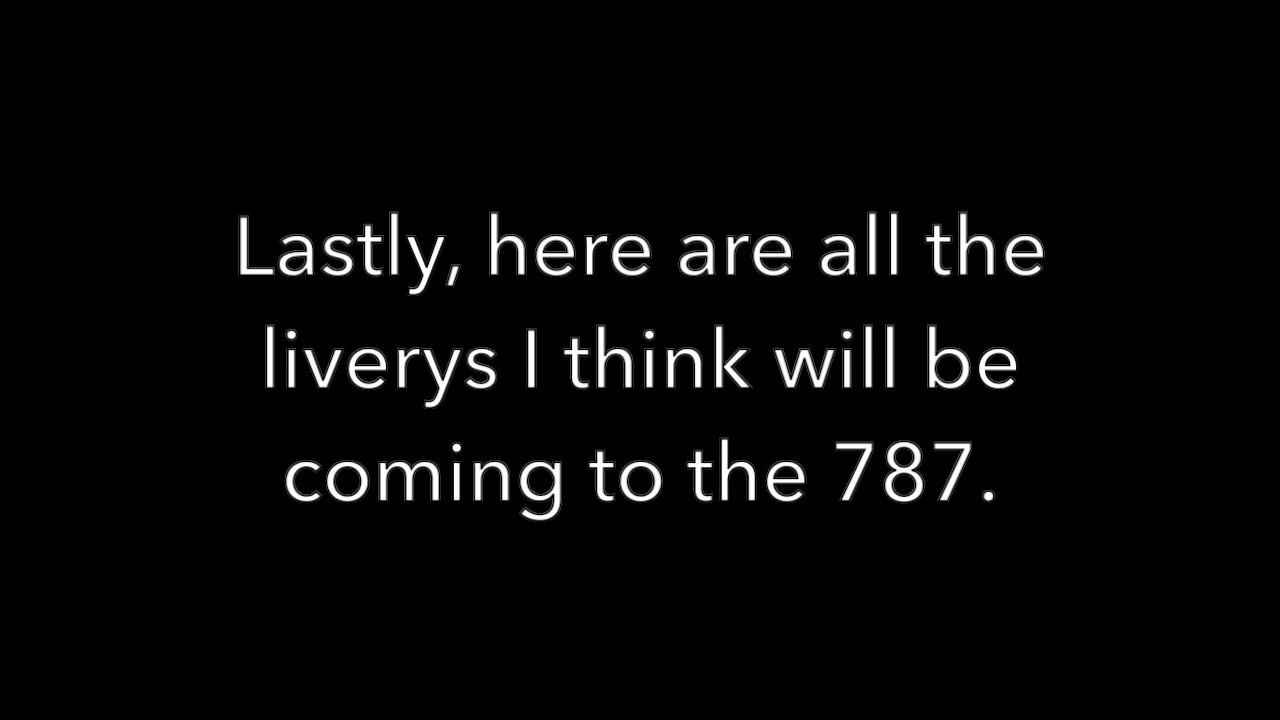 Lastly, here are all the
liverys I think will be
coming to the 787.